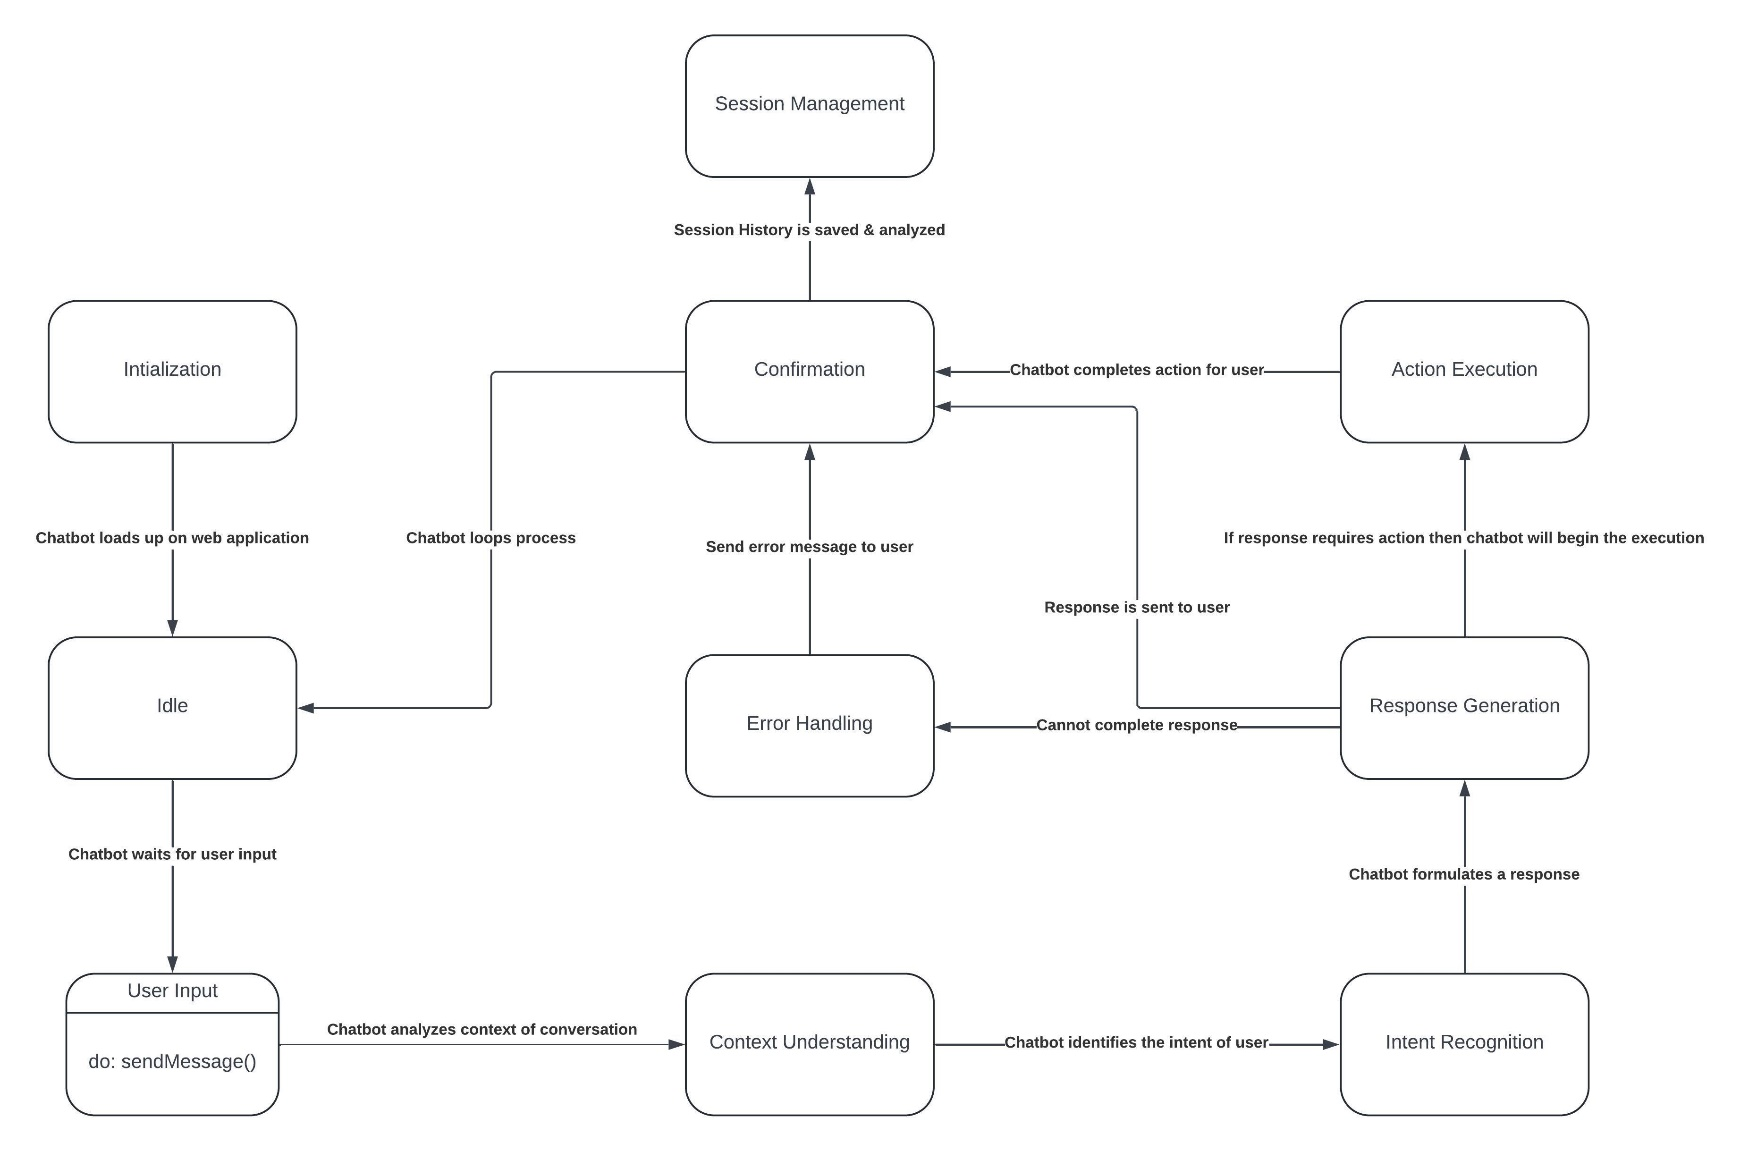 Session Management
Session History is saved & analyzed
Intialization
Confirmation
Chatbot completes action for user
Action Execution
Chatbot loads up on web application
Chatbot loops process
Send error message to user
If response requires action then chatbot will begin the execution
Response is sent to user
Idle
Error Handling
Cannot complete response
Response Generation
Chatbot waits for user input
Chatbot formulates a response
User Input
do: sendMessage()
Chatbot analyzes context of conversation
Context Understanding
Chatbot identifies the intent of user
Intent Recognition